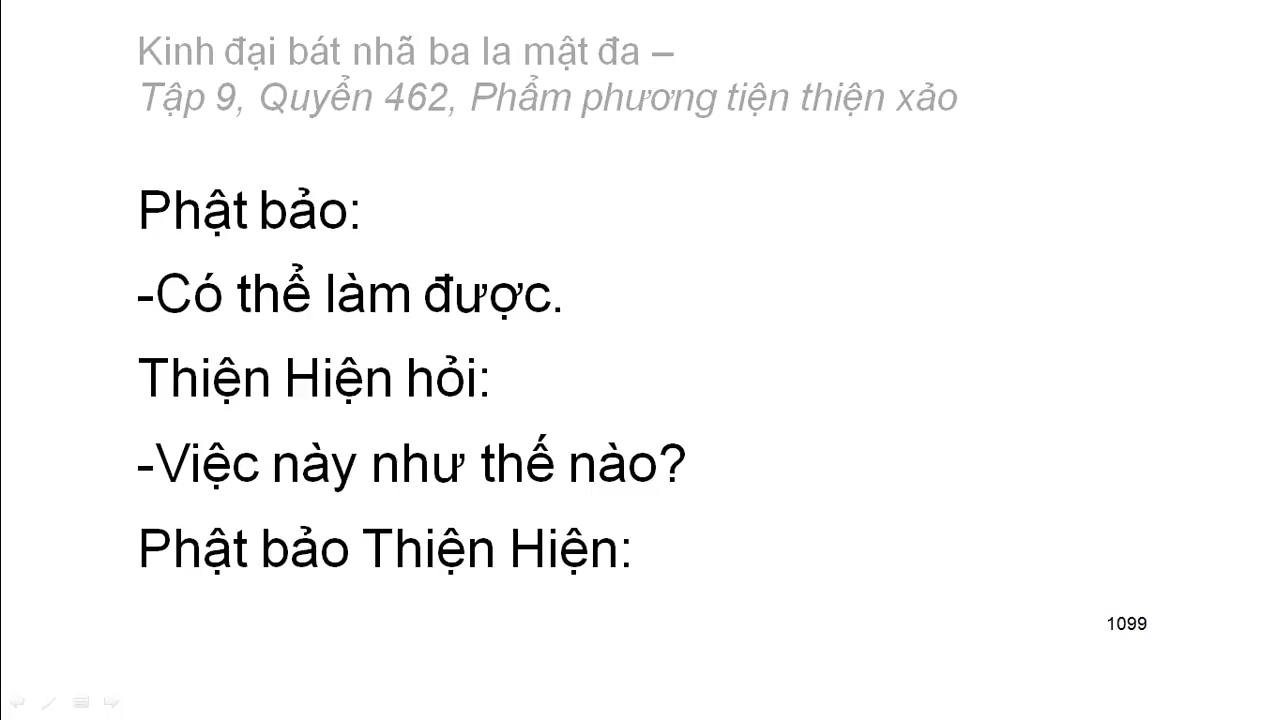 Kinh đại bát nhã ba la mật đa –
Tập 9, Quyển 462, Phẩm phương tiện thiện xảo
Phật bảo:
-Có thể làm được.
Thiện Hiện hỏi:
-Việc này như thế nào?
Phật bảo Thiện Hiện:
1099